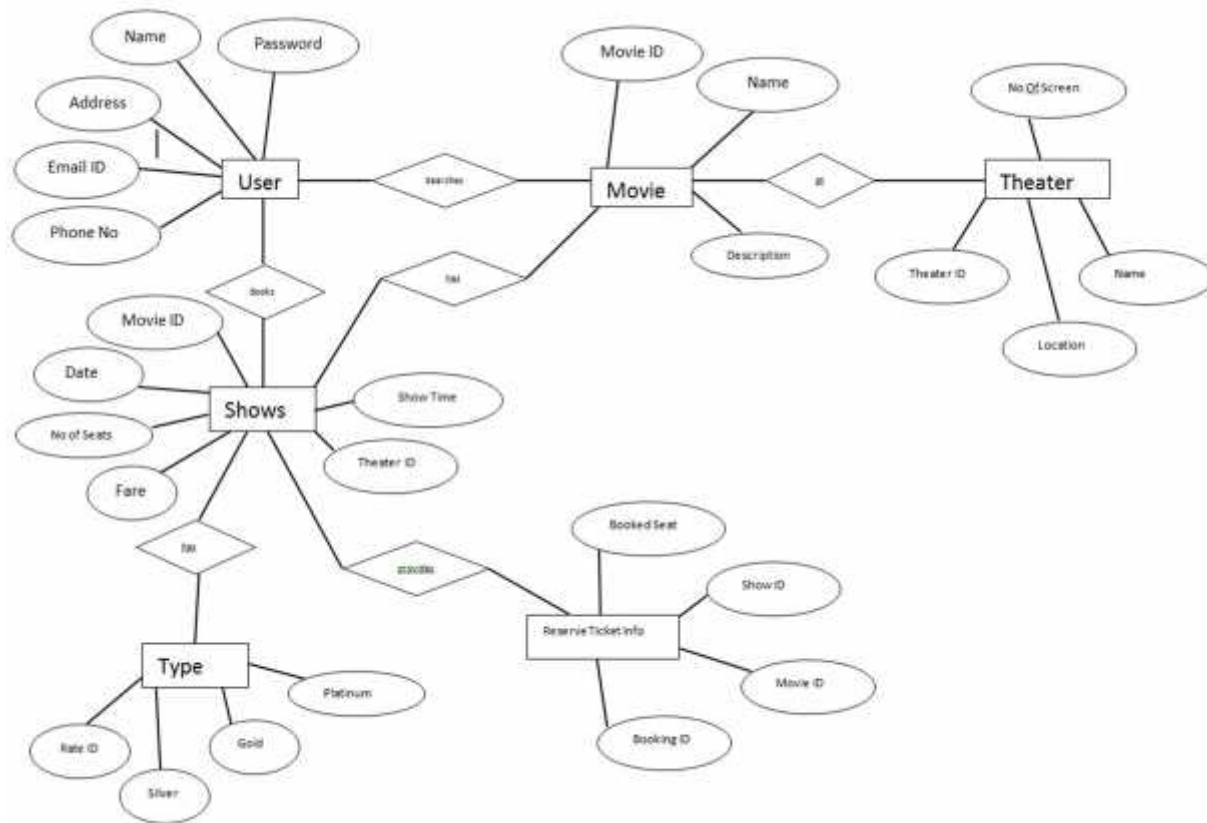 Name
Password
Movie ID
Name
No Of Screen
Address
Email ID
User
Searches
Movie
at
Theater
Phone No
Description
Theater ID
Name
Books
has
Location
Movie ID
Date
Show Time
Shows
No of Seats
Theater ID
Fare
has
provides
Booked Seat
Show ID
Reserve Ticket Info
Type
Platinum
Movie ID
Rate ID
Gold
Booking ID
Silver